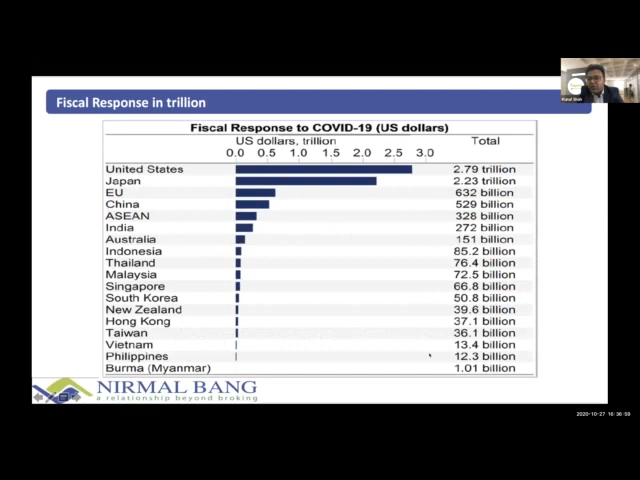 Fiscal Response in trillion
Fiscal Response to COVID-19 (US dollars)
US dollars, trillion Total
0.0 0.5 1.0 1.5 2.0 2.5 3.0
United States 2.79 trillion
Japan 2.23 trillion
EU 632 billion
China 529 billion
ASEAN 328 billion
India 272 billion
Australia 151 billion
Indonesia 85.2 billion
Thailand 76.4 billion
Malaysia 72.5 billion
Singapore 66.8 billion
South Korea 50.8 billion
New Zealand 39.6 billion
Hong Kong 37.1 billion
Taiwan 36.1 billion
Vietnam 13.4 billion
Philippines 12.3 billion
Burma (Myanmar) 1.01 billion
NIRMAL BANG
a relationship beyond broking
2020-10-27 16:36:59